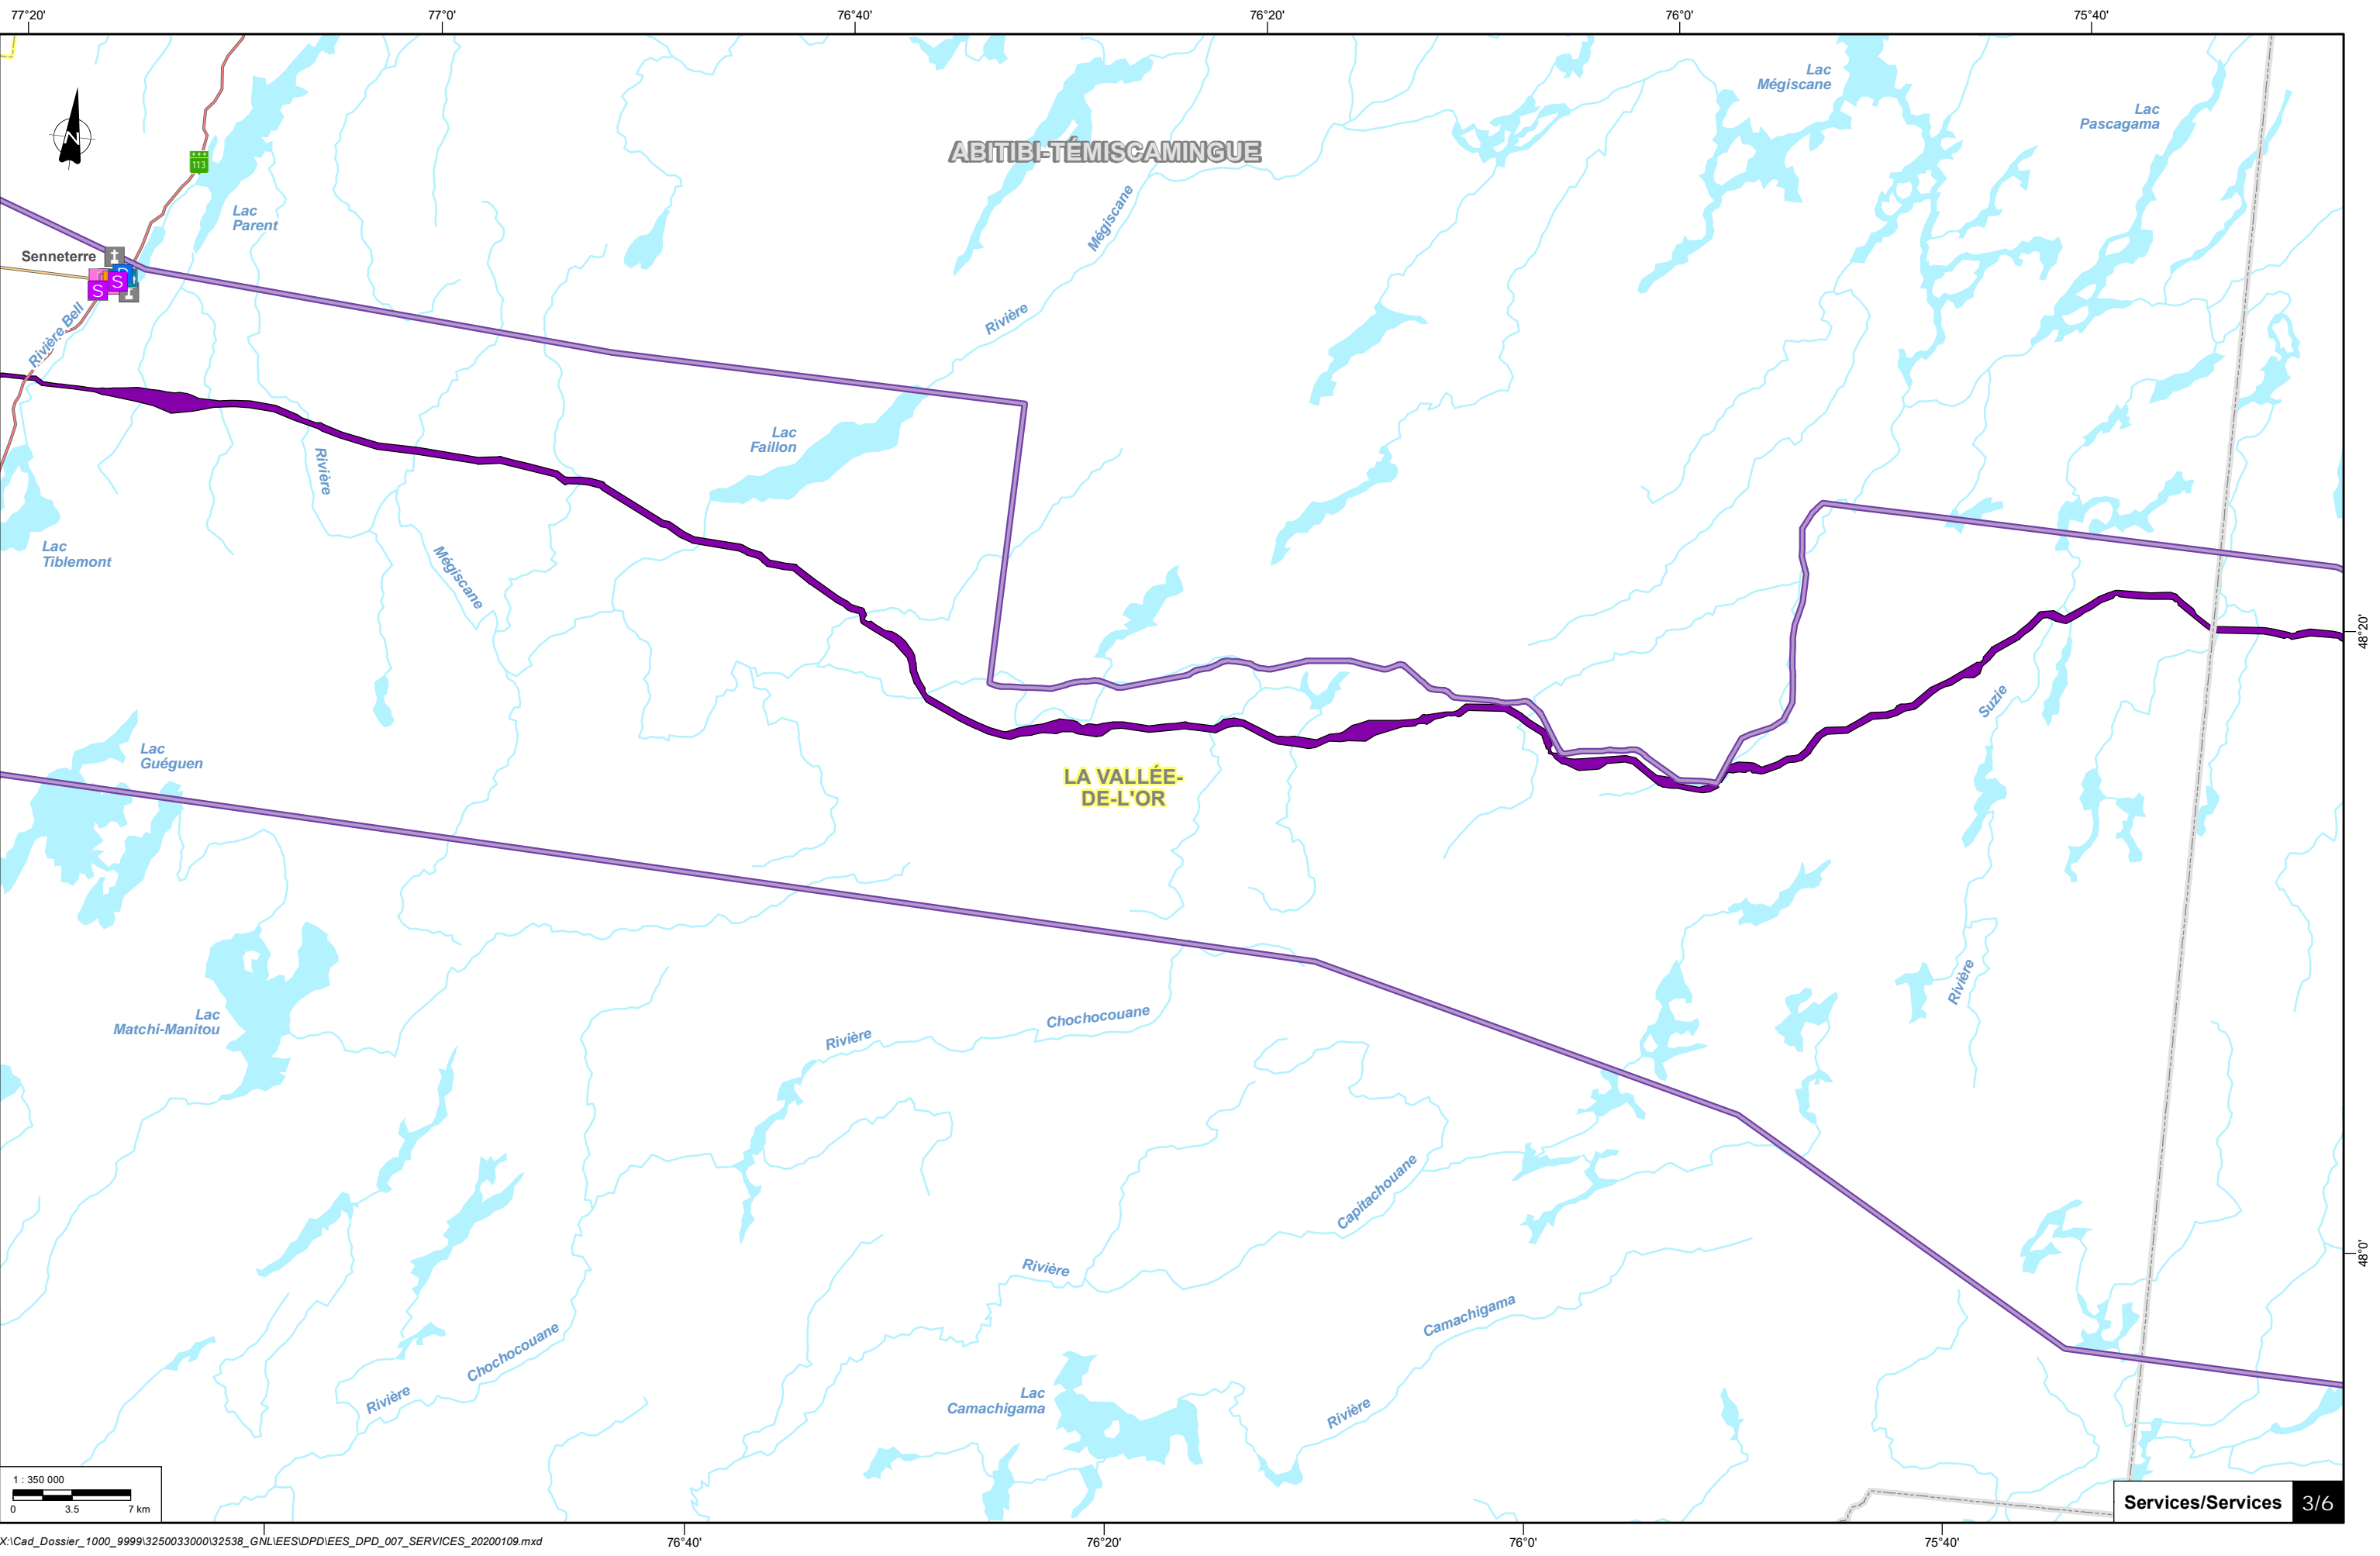 77°20'
77°0'
76°40'
76°20'
76°0'
75°40'
N
113
ABITIBI-TÉMISCAMINGUE
Lac
Mégiscane
Lac
Pascagama
Lac
Parent
Mégiscane
Rivière
Senneterre
S
S
Rivière Bell
Lac
Faillon
Rivière
Mégiscane
Lac
Tiblemont
48°20'
Suzie
Lac
Guéguen
LA VALLÉE-
DE-L'OR
Rivière
Lac
Matchi-Manitou
Rivière
Chochocouane
Capitachouane
Rivière
Camachigama
Chochocouane
Rivière
Lac
Camachigama
Rivière
48°0'
1 : 350 000
0 3.5 7 km
Services/Services 3/6
X:\Cad_Dossier_1000_9999\3250033000\32538_GNL\EES\DPD\EES_DPD_007_SERVICES_20200109.mxd
76°40'
76°20'
76°0'
75°40'